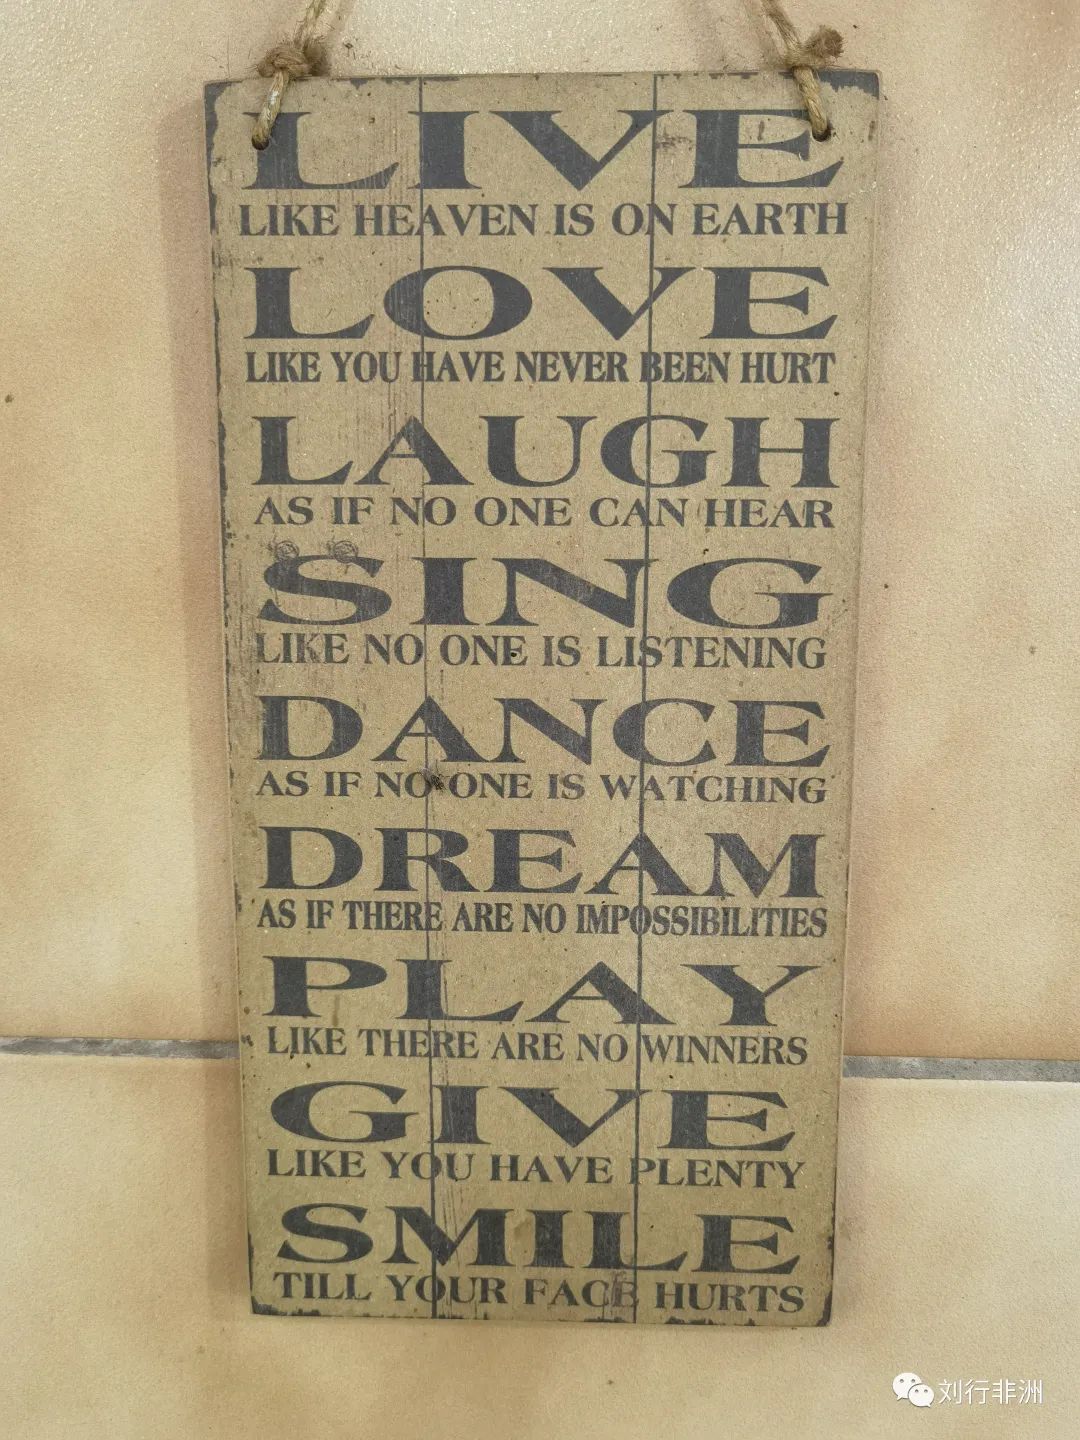 LIVE
LIKE HEAVEN IS ON EARTH
LOVE
LIKE YOU HAVE NEVER BEEN HURT
LAUGH
AS IF NO ONE CAN HEAR
SING
LIKE NO ONE IS LISTENING
DANCE
AS IF NO ONE IS WATCHING
DREAM
AS IF THERE ARE NO IMPOSSIBILITIES
PLAY
LIKE THERE ARE NO WINNERS
GIVE
LIKE YOU HAVE PLENTY
SMILE
TILL YOUR FACE HURTS
刘行非洲